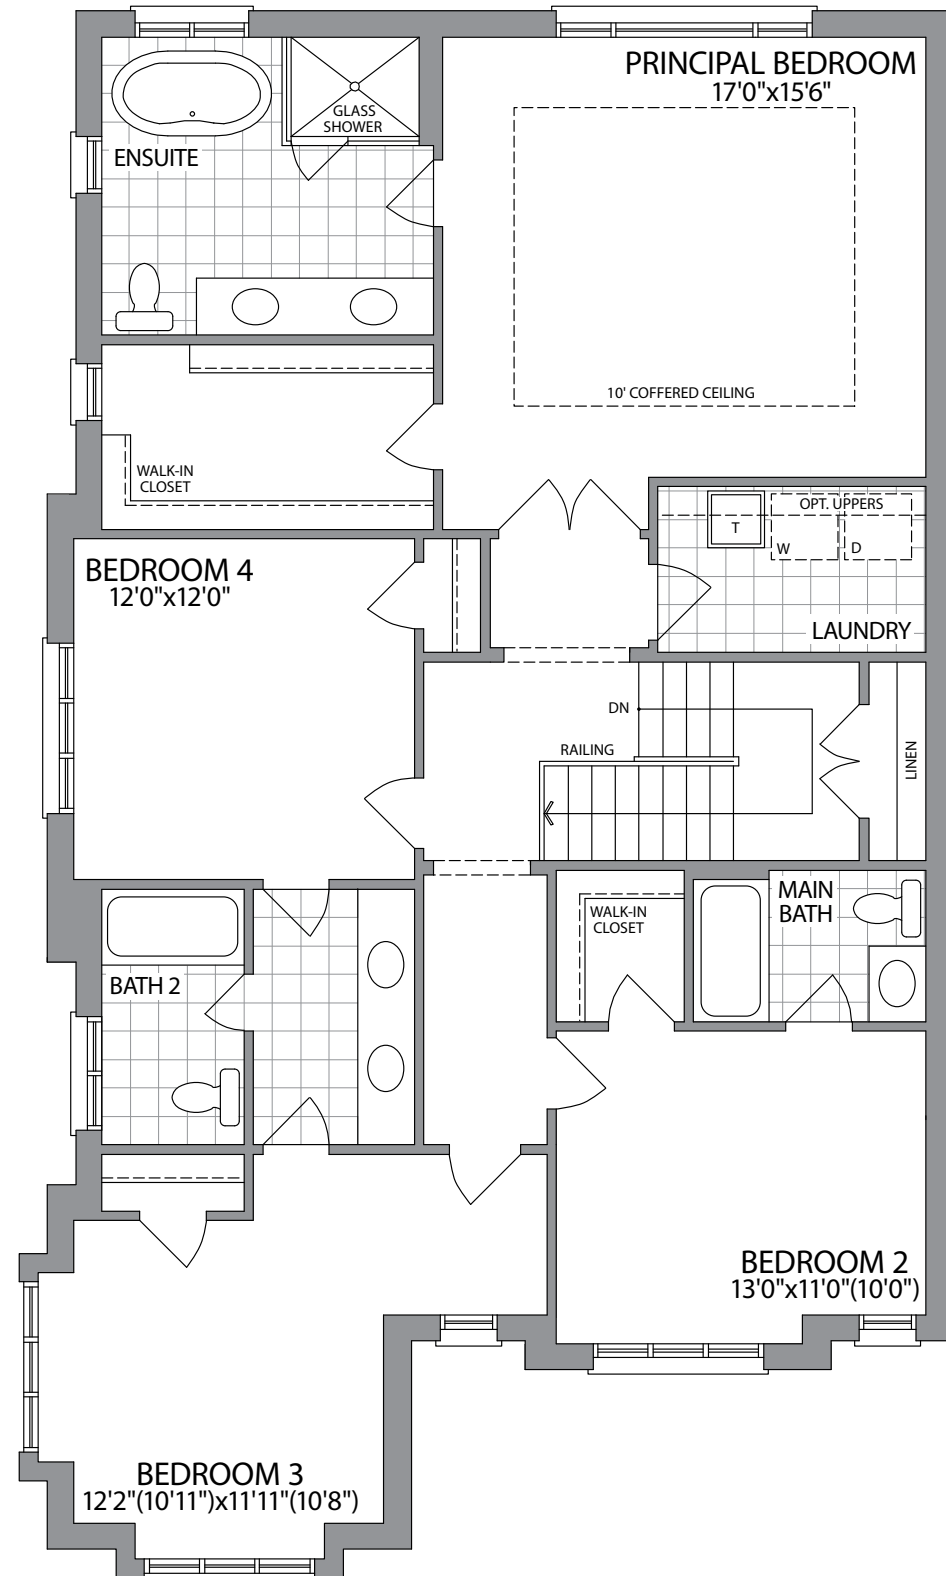 PRINCIPAL BEDROOM
17'0"x15'6"
GLASS
SHOWER
ENSUITE
10' COFFERED CEILING
WALK-IN
CLOSET
OPT. UPPERS
T
W
D
LAUNDRY
BEDROOM 4
12'0"x12'0"
DN
RAILING
LINEN
WALK-IN
CLOSET
MAIN
BATH
BATH 2
BEDROOM 2
13'0"x11'0"(10'0")
BEDROOM 3
12'2"(10'11")x11'11"(10'8")